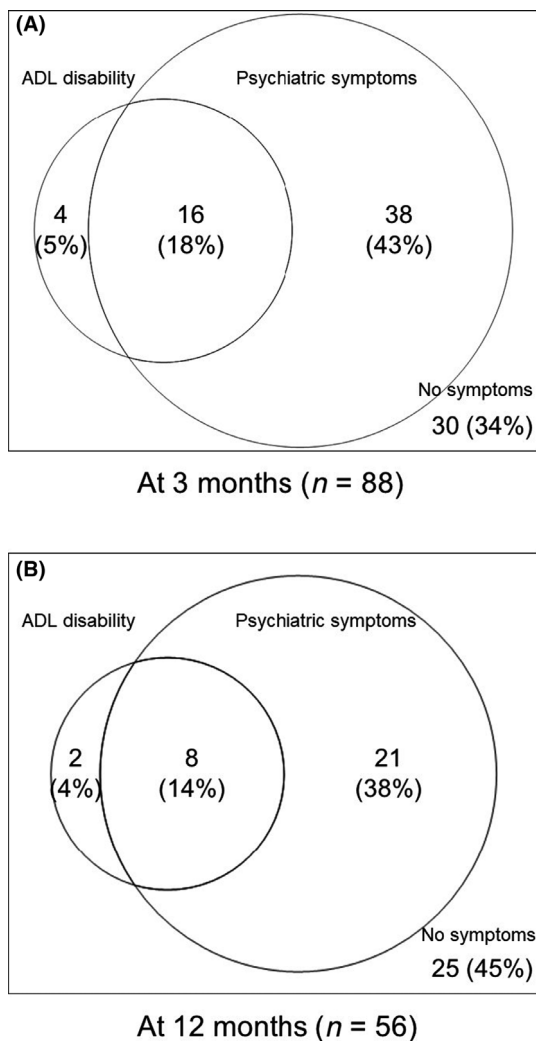 (A)
ADL disability
Psychiatric symptoms
4
(5%)
16
(18%)
38
(43%)
No symptoms
30 (34%)
At 3 months (n = 88)
(B)
ADL disability
Psychiatric symptoms
2
(4%)
8
(14%)
21
(38%)
No symptoms
25 (45%)
At 12 months (n = 56)